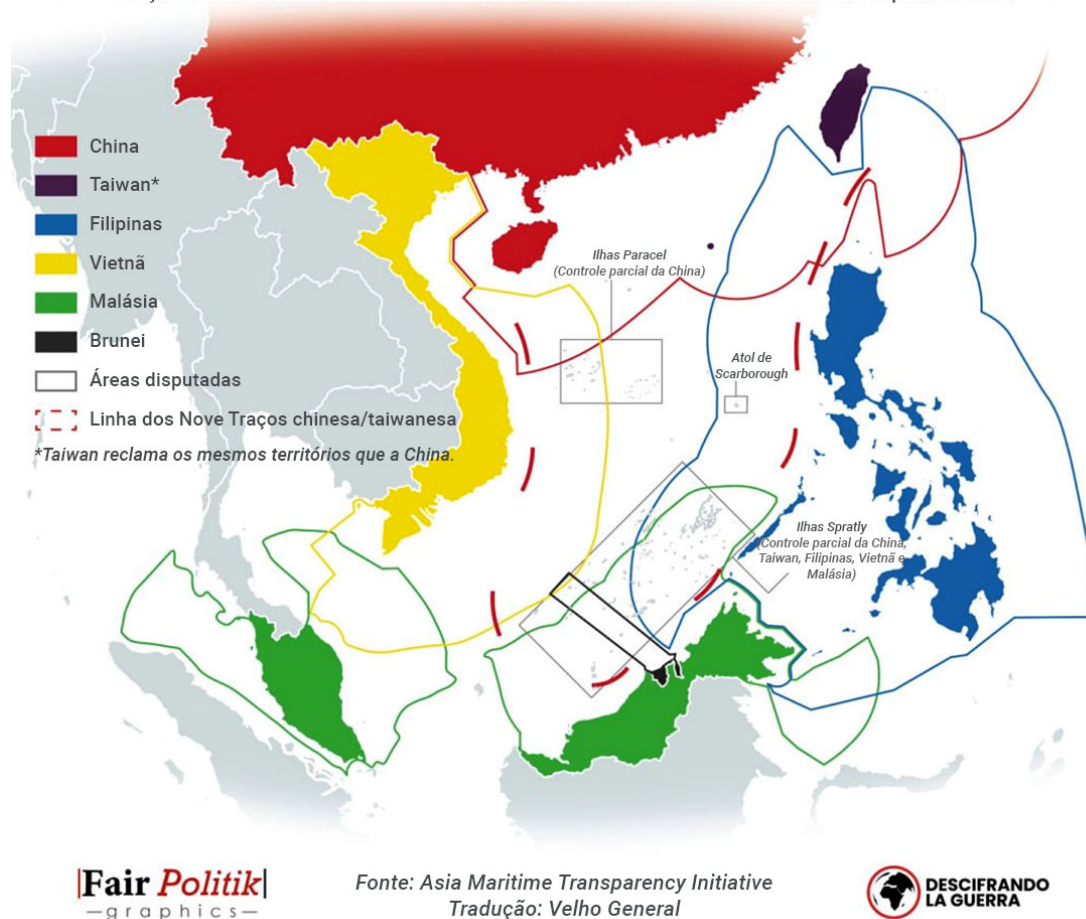 China
Taiwan*
Filipinas
Vietnã
Malásia
Brunei
Áreas disputadas
Linha dos Nove Traços chinesa/taiwanesa
*Taiwan reclama os mesmos territórios que a China.
Ilhas Paracel
(Controle parcial da China)
Atol de
Scarborough
Ilhas Spratly
(Controle parcial da China,
Taiwan, Filipinas, Vietnã e
Malásia)
|Fair Politik|
—graphics—
Fonte: Asia Maritime Transparency Initiative
Tradução: Velho General
DESCIFRANDO
LA GUERRA